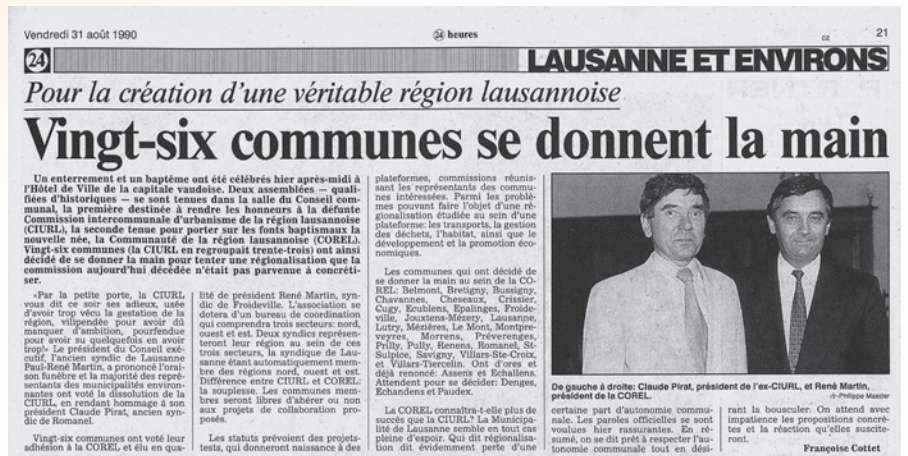 Vendredi 31 août 1990
24 heures
cz
21
24
LAUSANNE ET ENVIRONS
Pour la création d'une véritable région lausannoise
Vingt-six communes se donnent la main
Un enterrement et un baptême ont été célébrés hier après-midi à
l'Hôtel de Ville de la capitale vaudoise. Deux assemblées — quali-
fiées d'historiques — se sont tenues dans la salle du Conseil com-
munal, la première destinée à rendre les honneurs à la défunte
Commission intercommunale d'urbanisme de la région lausannoise
(CIURL), la seconde tenue pour porter sur les fonts baptismaux la
nouvelle née, la Communauté de la région lausannoise (COREL).
Vingt-six communes (la CIURL en regroupait trente-trois) ont ainsi
décidé de se donner la main pour tenter une régionalisation que la
commission aujourd'hui décédée n'était pas parvenue à concréti-
ser.
«Par la petite porte, la CIURL
vous dit ce soir ses adieux, usée
d'avoir trop vécu la gestation de la
région, vilipendée pour avoir dû
manquer d'ambition, pourfendue
pour avoir su quelquefois en avoir
trop!» Le président du Conseil exé-
cutif, l'ancien syndic de Lausanne
Paul-René Martin, a prononcé l'orai-
son funèbre et la majorité des repré-
sentants des municipalités environ-
nantes ont voté la dissolution de la
CIURL, en rendant hommage à son
président Claude Pirat, ancien syn-
dic de Romanel.
Vingt-six communes ont voté leur
adhésion à la COREL et élu en qua-
lité de président René Martin, syn-
dic de Froideville. L'association se
dotera d'un bureau de coordination
qui comprendra trois secteurs: nord,
ouest et est. Deux syndics représen-
teront leur région au sein de ces
trois secteurs, la syndique de Lau-
sanne étant automatiquement mem-
bre des régions nord, ouest et est.
Différence entre CIURL et COREL:
la souplesse. Les communes mem-
bres seront libres d'ahérer ou non
aux projets de collaboration pro-
posés.
Les statuts prévoient des projets-
tests, qui donneront naissance à des
plateformes, commissions réunis-
sant les représentants des commu-
nes intéressées. Parmi les problè-
mes pouvant faire l'objet d'une ré-
gionalisation étudiée au sein d'une
plateforme: les transports, la gestion
des déchets, l'habitat, ainsi que le
développement et la promotion éco-
nomiques.
Les communes qui ont décidé de
se donner la main au sein de la CO-
REL: Belmont, Bretigny, Bussigny,
Chavannes, Cheseaux, Crissier,
Cugy, Ecublens, Epalinges, Froide-
ville, Jouxtens-Mézery, Lausanne,
Lutry, Mézières, Le Mont, Montpre-
veyres, Morrens, Préverenges,
Prilly, Pully, Renens, Romanel, St-
Sulpice, Savigny, Villars-Ste-Croix,
et Villars-Tiercelin. Ont d'ores et
déjà renoncé: Assens et Echallens.
Attendent pour se décider: Denges,
Echandens et Paudex.
La COREL connaîtra-t-elle plus de
succès que la CIURL? La Municipa-
lité de Lausanne semble en tout cas
pleine d'espoir. Qui dit régionalisa-
tion dit évidemment perte d'une
De gauche à droite: Claude Pirat, président de l'ex-CIURL, et René Martin,
président de la COREL.
Philippe Maeder
certaine part d'autonomie commu-
nale. Les paroles officielles se sont
voulues hier rassurantes. En ré-
sumé, on se dit prêt à respecter l'au-
tonomie communale tout en dési-
rant la bousculer. On attend avec
impatience les propositions concrè-
tes et la réaction qu'elles suscite-
ront.
Françoise Cottet